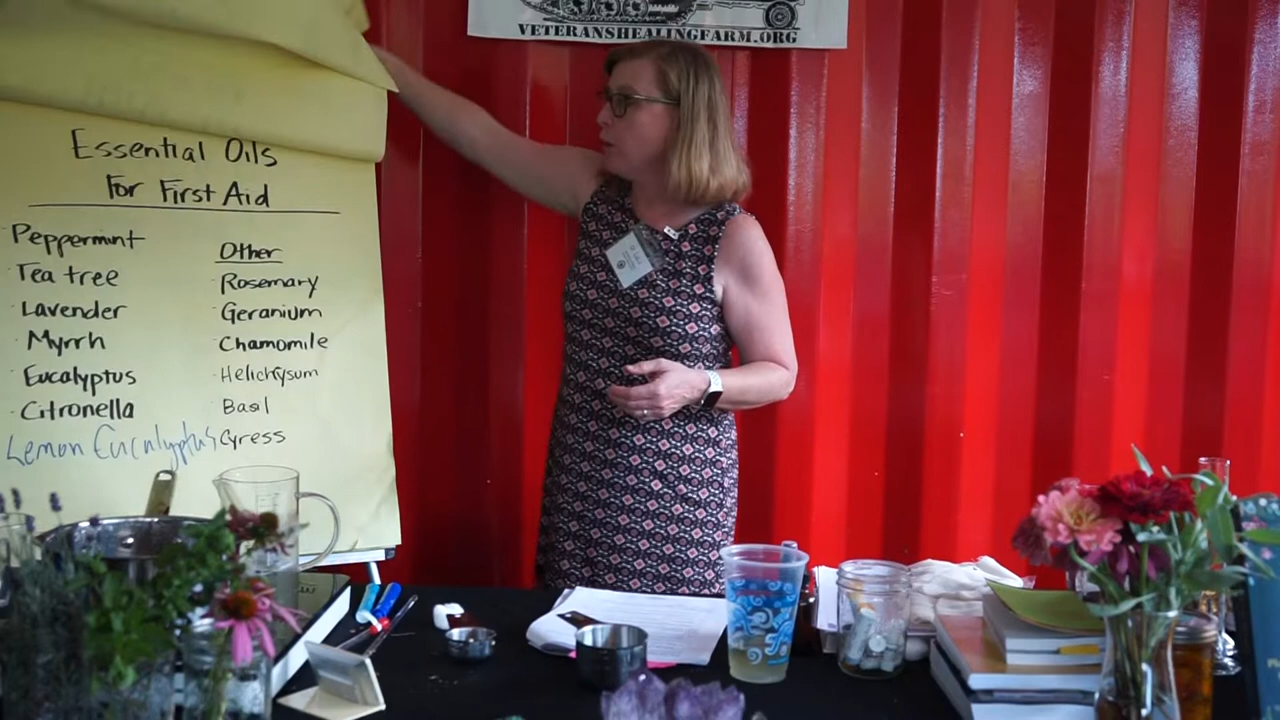 VETERANSHEALINGFARM.ORG
Essential Oils
For First Aid
Peppermint
Tea tree
Lavender
Myrrh
Eucalyptus
Citronella
Lemon Eucalyptus
Other
Rosemary
Geranium
Chamomile
Helichrysum
Basil
Cyress